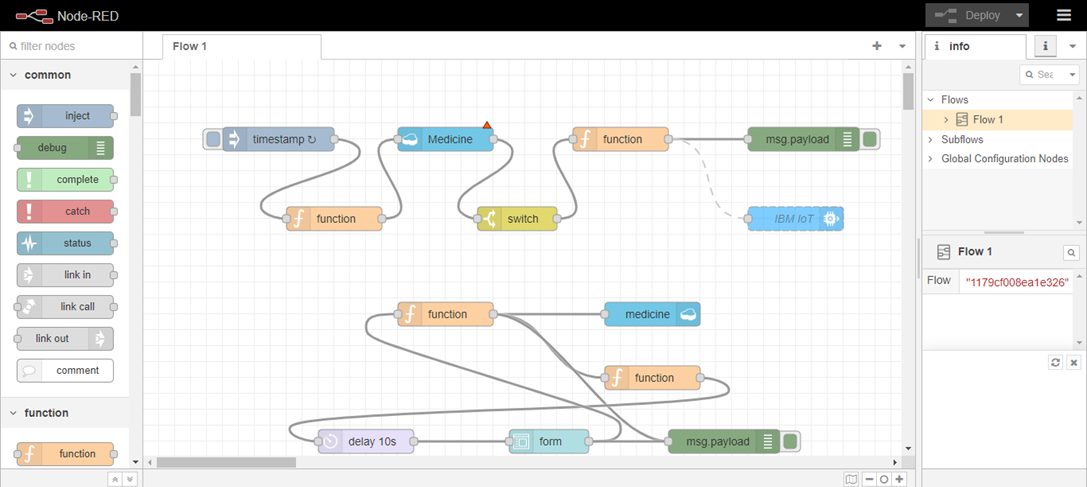 Node-RED
Deploy
filter nodes
Flow 1
info
i
common
Flows
inject
timestamp ↻
Medicine
function
msg.payload
Flow 1
debug
Subflows
complete
Global Configuration Nodes
catch
function
switch
IBM IoT
status
Flow 1
link in
Flow
"1179cf008ea1e326"
link call
function
medicine
link out
comment
function
function
delay 10s
form
msg.payload
function